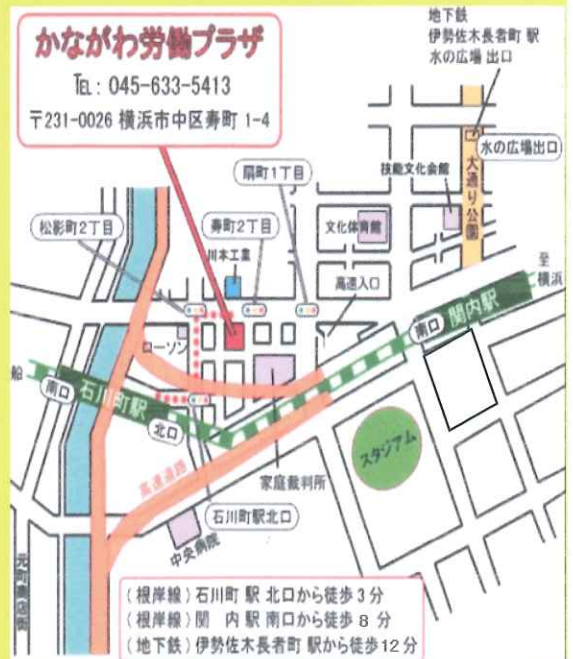 かながわ労働プラザ
TEL: 045-633-5413
〒231-0026 横浜市中区寿町 1-4
地下鉄
伊勢佐木長者町 駅
水の広場 出口
水の広場出口
大通り公園
技能文化会館
扇町1丁目
松影町2丁目
寿町2丁目
文化体育館
川本工業
高速入口
至
横浜
南口 関内駅
ローソン
船
南口 石川町駅 北口
スタジアム
高速道路
家庭裁判所
石川町駅北口
中央病院
元町商店街
(根岸線) 石川町 駅 北口から徒歩 3 分
(根岸線) 関 内 駅 南口から徒歩 8 分
(地下鉄) 伊勢佐木長者町 駅から徒歩12分